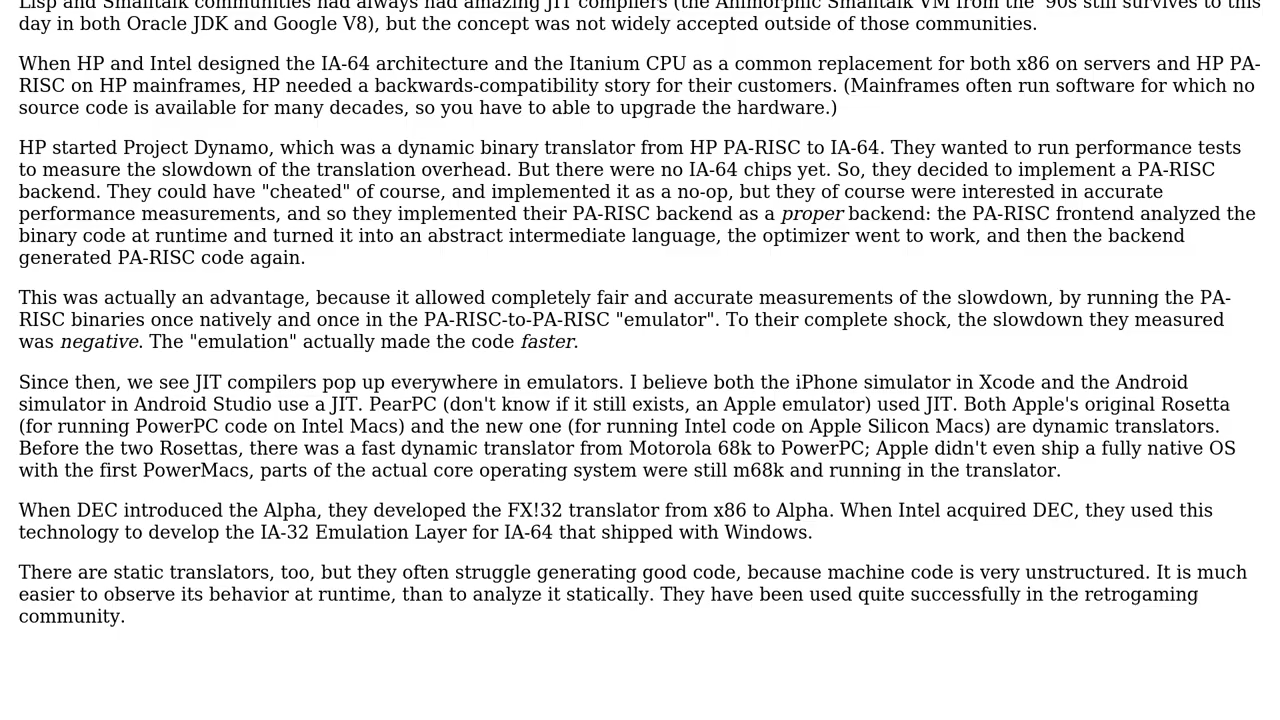 Lisp and Smalltalk communities had always had amazing JIT compilers (the Animorphic Smalltalk VM from the '90s still survives to this
day in both Oracle JDK and Google V8), but the concept was not widely accepted outside of those communities.
When HP and Intel designed the IA-64 architecture and the Itanium CPU as a common replacement for both x86 on servers and HP PA-
RISC on HP mainframes, HP needed a backwards-compatibility story for their customers. (Mainframes often run software for which no
source code is available for many decades, so you have to able to upgrade the hardware.)
HP started Project Dynamo, which was a dynamic binary translator from HP PA-RISC to IA-64. They wanted to run performance tests
to measure the slowdown of the translation overhead. But there were no IA-64 chips yet. So, they decided to implement a PA-RISC
backend. They could have "cheated" of course, and implemented it as a no-op, but they of course were interested in accurate
performance measurements, and so they implemented their PA-RISC backend as a proper backend: the PA-RISC frontend analyzed the
binary code at runtime and turned it into an abstract intermediate language, the optimizer went to work, and then the backend
generated PA-RISC code again.
This was actually an advantage, because it allowed completely fair and accurate measurements of the slowdown, by running the PA-
RISC binaries once natively and once in the PA-RISC-to-PA-RISC "emulator". To their complete shock, the slowdown they measured
was negative. The "emulation" actually made the code faster.
Since then, we see JIT compilers pop up everywhere in emulators. I believe both the iPhone simulator in Xcode and the Android
simulator in Android Studio use a JIT. PearPC (don't know if it still exists, an Apple emulator) used JIT. Both Apple's original Rosetta
(for running PowerPC code on Intel Macs) and the new one (for running Intel code on Apple Silicon Macs) are dynamic translators.
Before the two Rosettas, there was a fast dynamic translator from Motorola 68k to PowerPC; Apple didn't even ship a fully native OS
with the first PowerMacs, parts of the actual core operating system were still m68k and running in the translator.
When DEC introduced the Alpha, they developed the FX!32 translator from x86 to Alpha. When Intel acquired DEC, they used this
technology to develop the IA-32 Emulation Layer for IA-64 that shipped with Windows.
There are static translators, too, but they often struggle generating good code, because machine code is very unstructured. It is much
easier to observe its behavior at runtime, than to analyze it statically. They have been used quite successfully in the retrogaming
community.